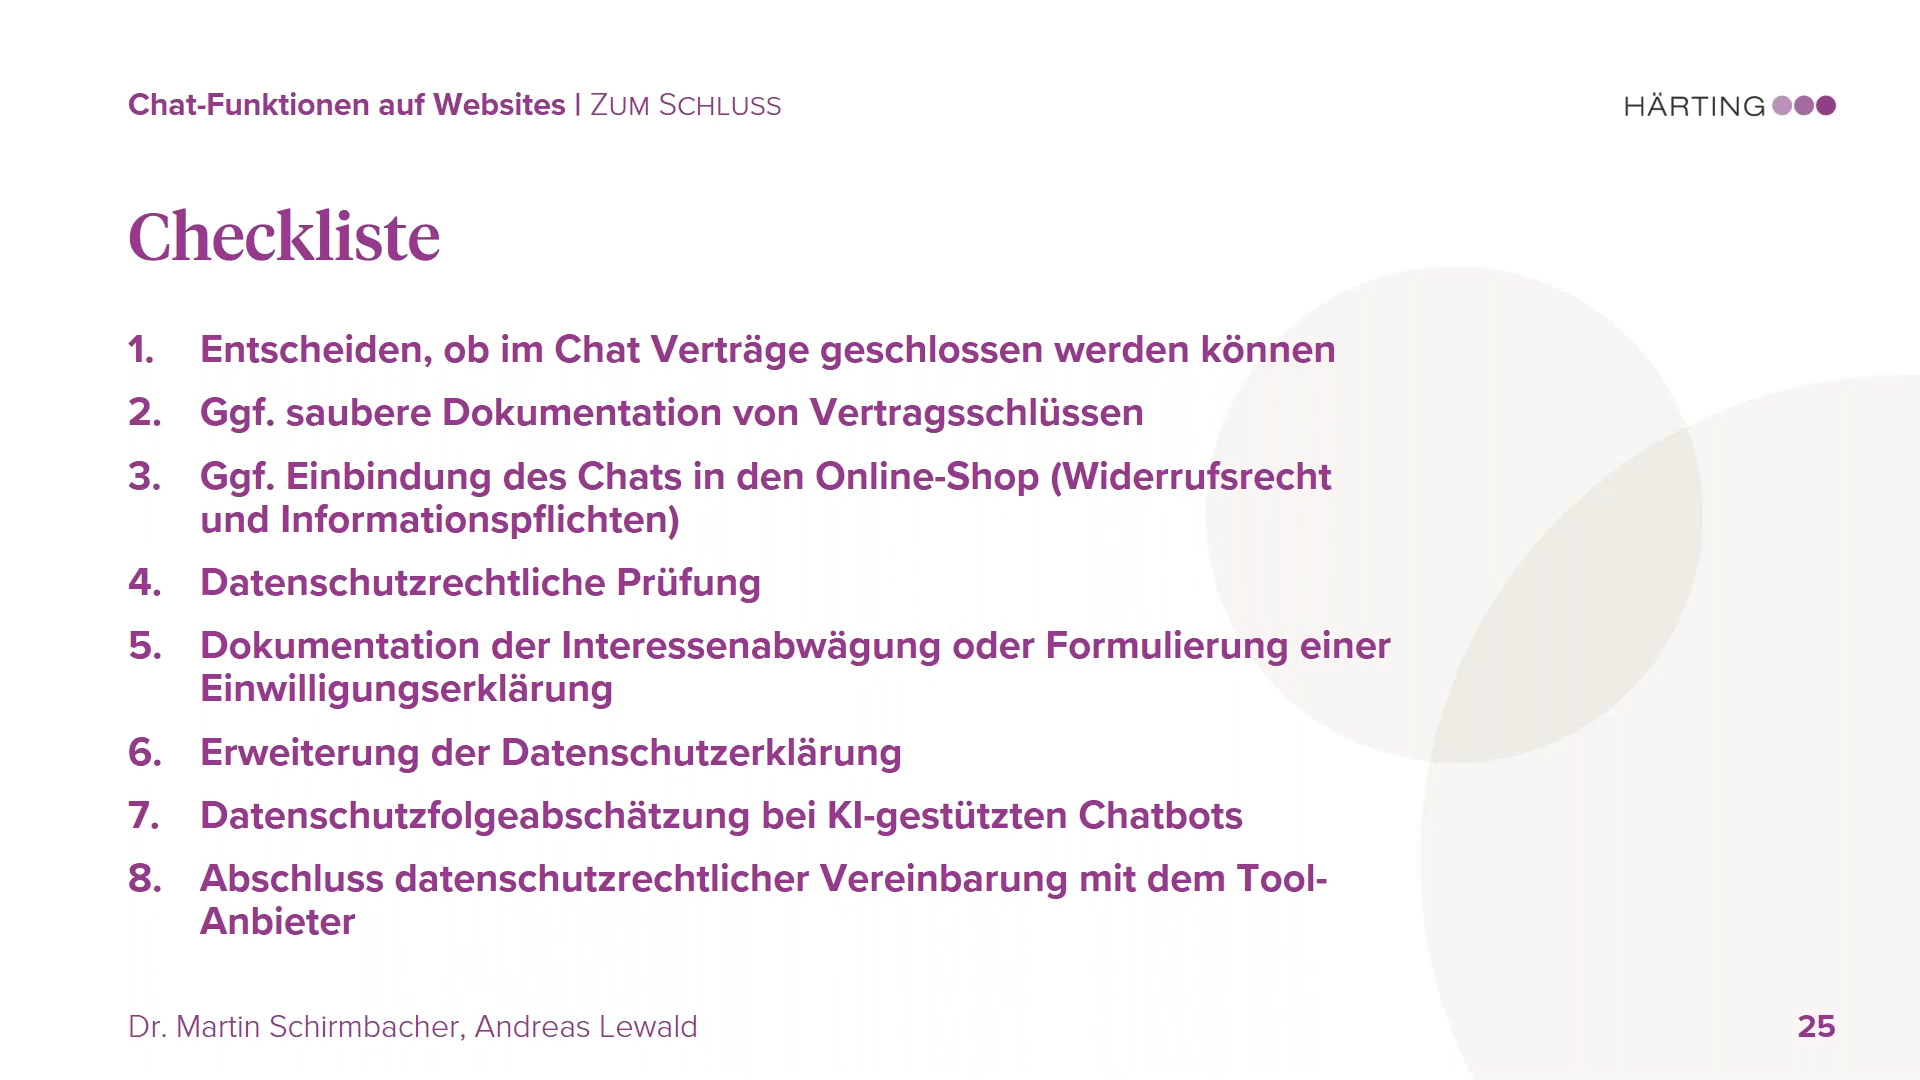 Chat-Funktionen auf Websites | ZUM SCHLUSS
HÄRTING
Checkliste
1. Entscheiden, ob im Chat Verträge geschlossen werden können
2. Ggf. saubere Dokumentation von Vertragsschlüssen
3. Ggf. Einbindung des Chats in den Online-Shop (Widerrufsrecht
und Informationspflichten)
4. Datenschutzrechtliche Prüfung
5. Dokumentation der Interessenabwägung oder Formulierung einer
Einwilligungserklärung
6. Erweiterung der Datenschutzerklärung
7. Datenschutzfolgeabschätzung bei KI-gestützten Chatbots
8. Abschluss datenschutzrechtlicher Vereinbarung mit dem Tool-
Anbieter
Dr. Martin Schirmbacher, Andreas Lewald
25